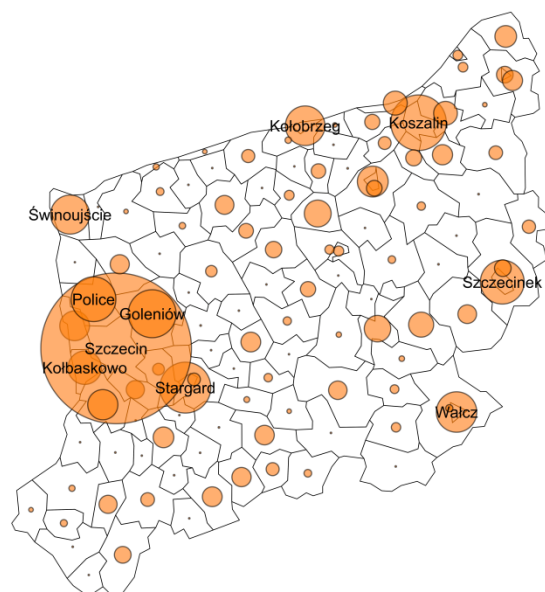 Koszalin
Kołobrzeg
Świnoujście
Szczecinek
Police
Goleniów
Szczecin
Kołbaskowo
Stargard
Wałcz